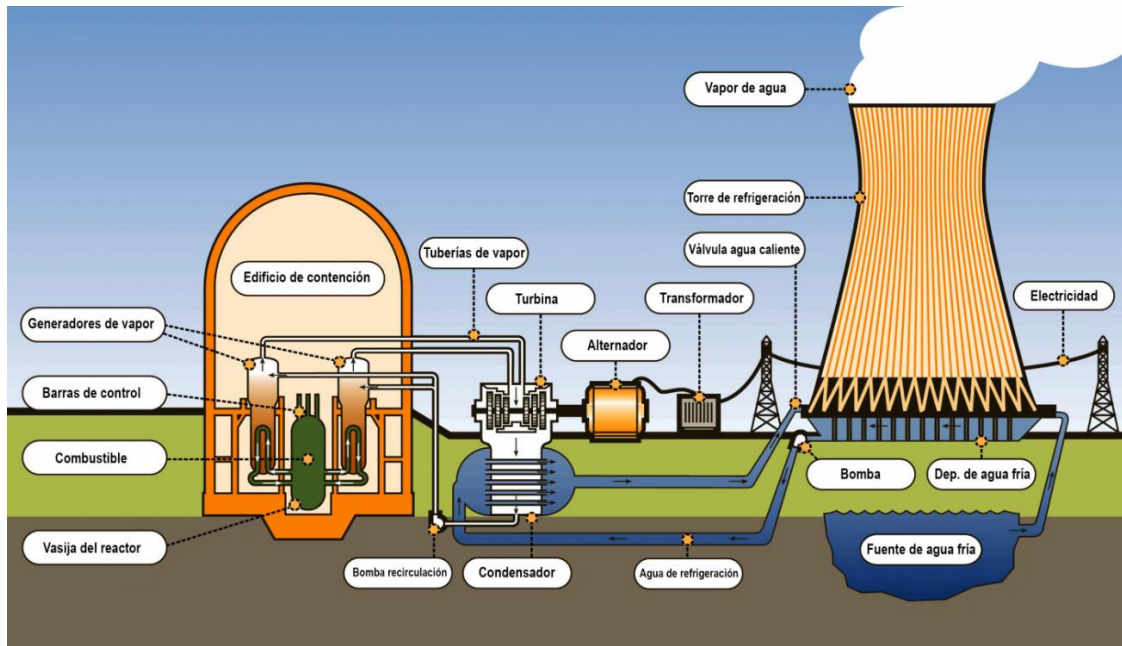 Vapor de agua
Torre de refrigeración
Tuberías de vapor
Válvula agua caliente
Edificio de contención
Turbina
Transformador
Electricidad
Generadores de vapor
Alternador
Barras de control
Combustible
Bomba
Dep. de agua fría
Vasija del reactor
Fuente de agua fría
Bomba recirculación
Condensador
Agua de refrigeración